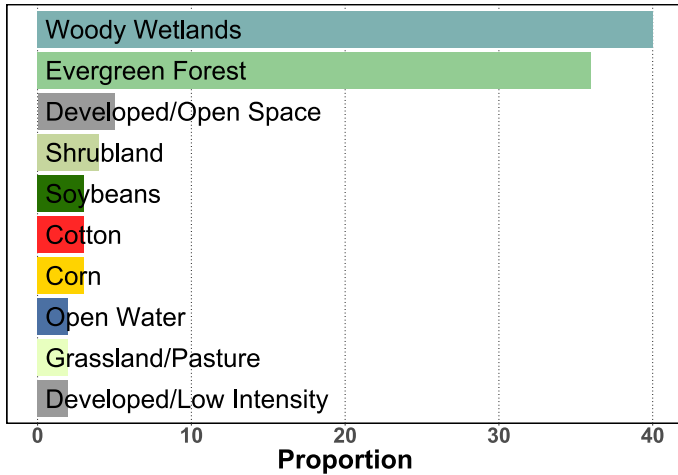 Woody Wetlands
Evergreen Forest
Developed/Open Space
Shrubland
Soybeans
Cotton
Corn
Open Water
Grassland/Pasture
Developed/Low Intensity
0 10 20 30 40
Proportion